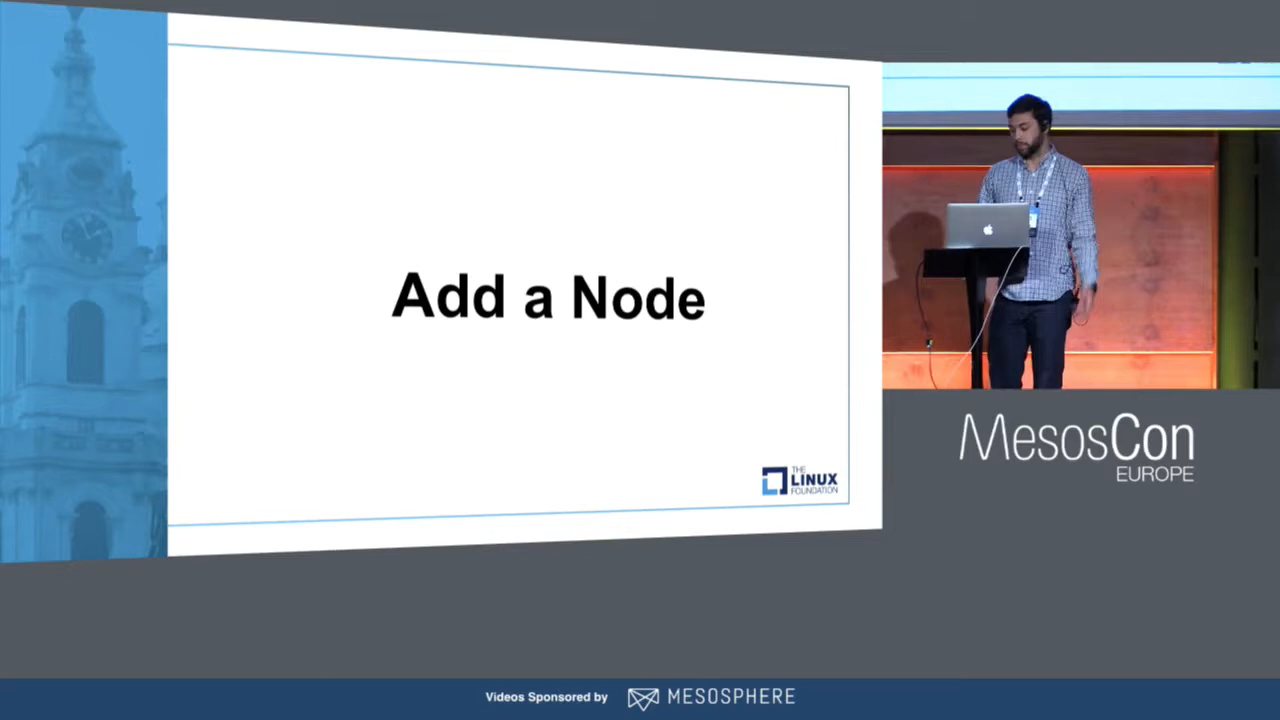 Add a Node
THE
LINUX
FOUNDATION
MesosCon
EUROPE
Videos Sponsored by MESOSPHERE